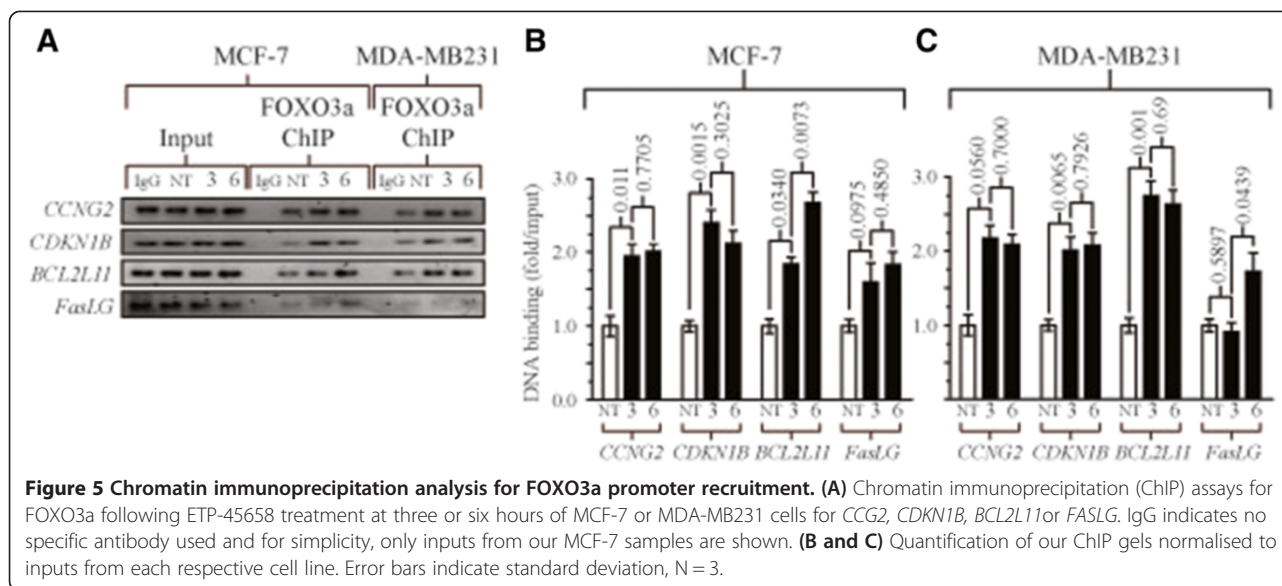 A
MCF-7 MDA-MB231
FOXO3a FOXO3a
Input ChIP ChIP
IgG NT 3 6 IgG NT 3 6 IgG NT 3 6
CCNG2
CDKN1B
BCL2L11
FasLG
B
MCF-7
0.011
0.7705
0.0015
0.3025
0.0340
0.0073
0.0975
0.4850
DNA binding (fold/input)
3.0
2.0
1.0
0.0
NT 3 6 NT 3 6 NT 3 6 NT 3 6
CCNG2 CDKN1B BCL2L11 FasLG
C
MDA-MB231
0.0560
0.7000
0.0065
0.7926
0.001
0.69
0.5897
0.0439
3.0
2.0
1.0
NT 3 6 NT 3 6 NT 3 6 NT 3 6
CCNG2 CDKN1B BCL2L11 FasLG
Figure 5 Chromatin immunoprecipitation analysis for FOXO3a promoter recruitment. (A) Chromatin immunoprecipitation (ChIP) assays for
FOXO3a following ETP-45658 treatment at three or six hours of MCF-7 or MDA-MB231 cells for CCG2, CDKN1B, BCL2L11or FASLG. IgG indicates no
specific antibody used and for simplicity, only inputs from our MCF-7 samples are shown. (B and C) Quantification of our ChIP gels normalised to
inputs from each respective cell line. Error bars indicate standard deviation, N = 3.